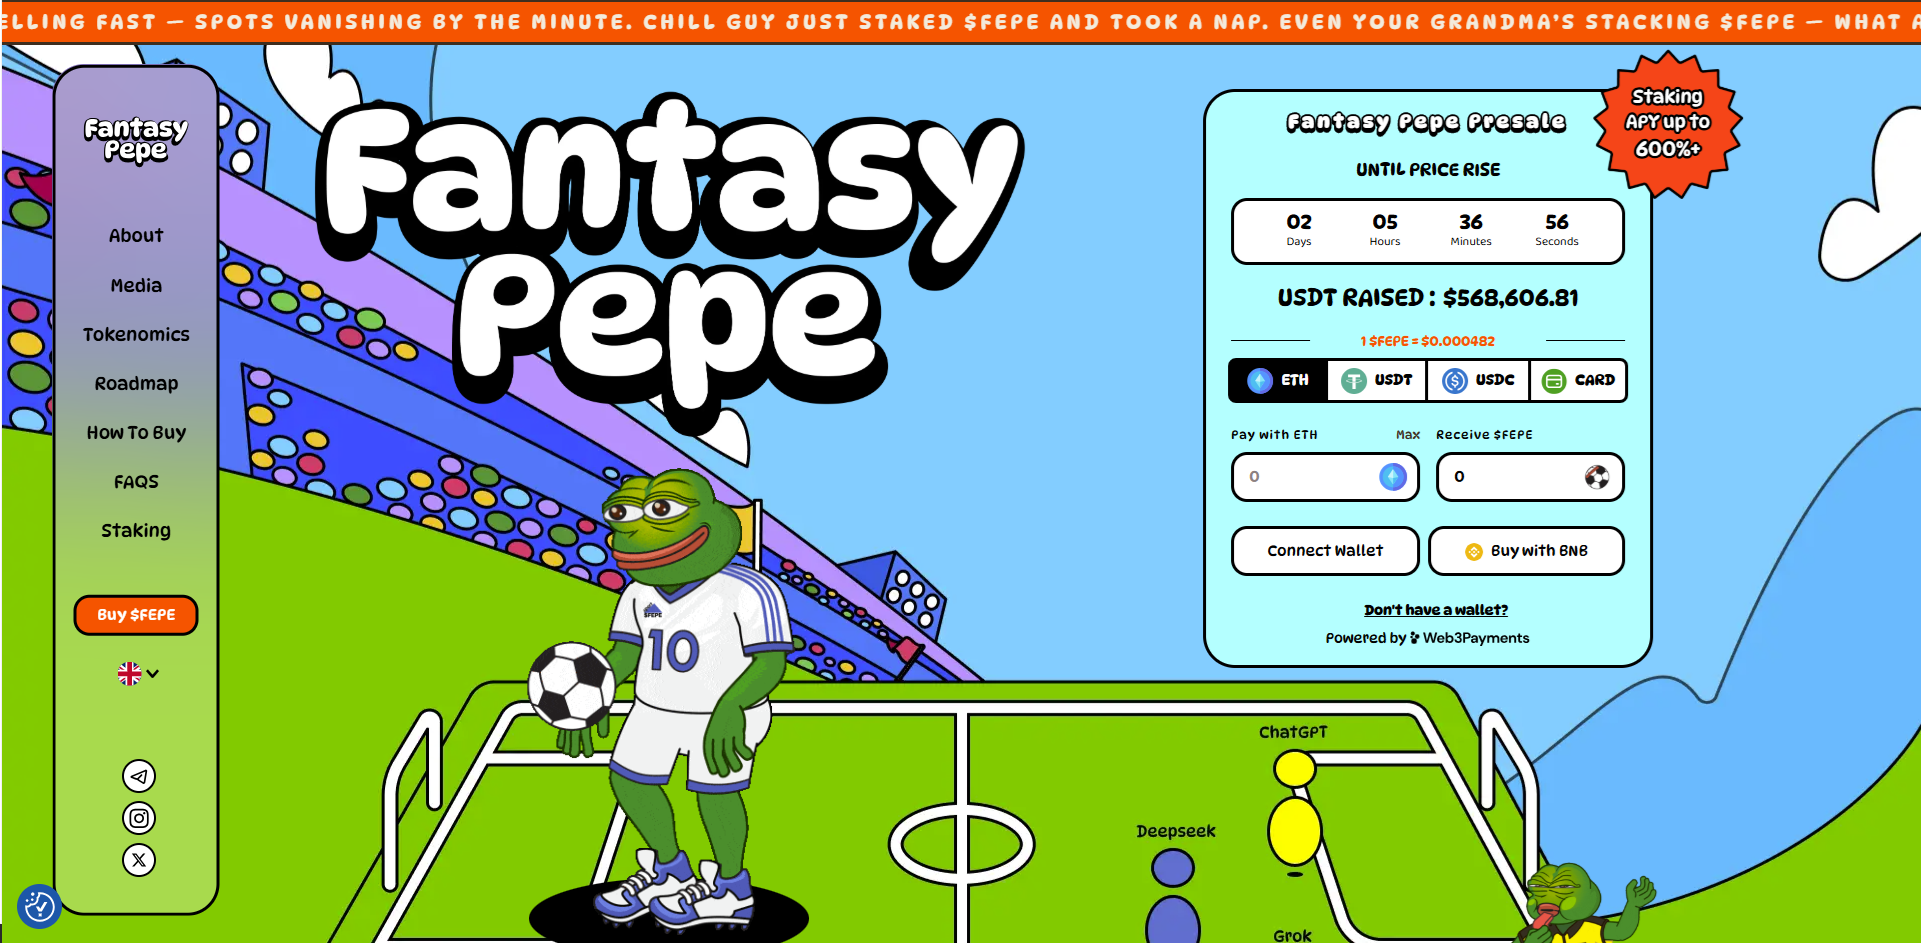 SELLING FAST — SPOTS VANISHING BY THE MINUTE. CHILL GUY JUST STAKED $FEPE AND TOOK A NAP. EVEN YOUR GRANDMA'S STACKING $FEPE — WHAT
Fantasy
Pepe
About
Media
Tokenomics
Roadmap
How To Buy
FAQS
Staking
Buy $FEPE
Fantasy
Pepe
$FEPE
10
Staking
APY up to
600%+
Fantasy Pepe Presale
UNTIL PRICE RISE
02 05 36 56
Days Hours Minutes Seconds
USDT RAISED : $568,606.81
1 $FEPE = $0.000482
ETH USDT USDC CARD
Pay with ETH Max Receive $FEPE
0 0
Connect Wallet Buy with BNB
Don't have a wallet?
Powered by Web3Payments
ChatGPT
Deepseek
Grok